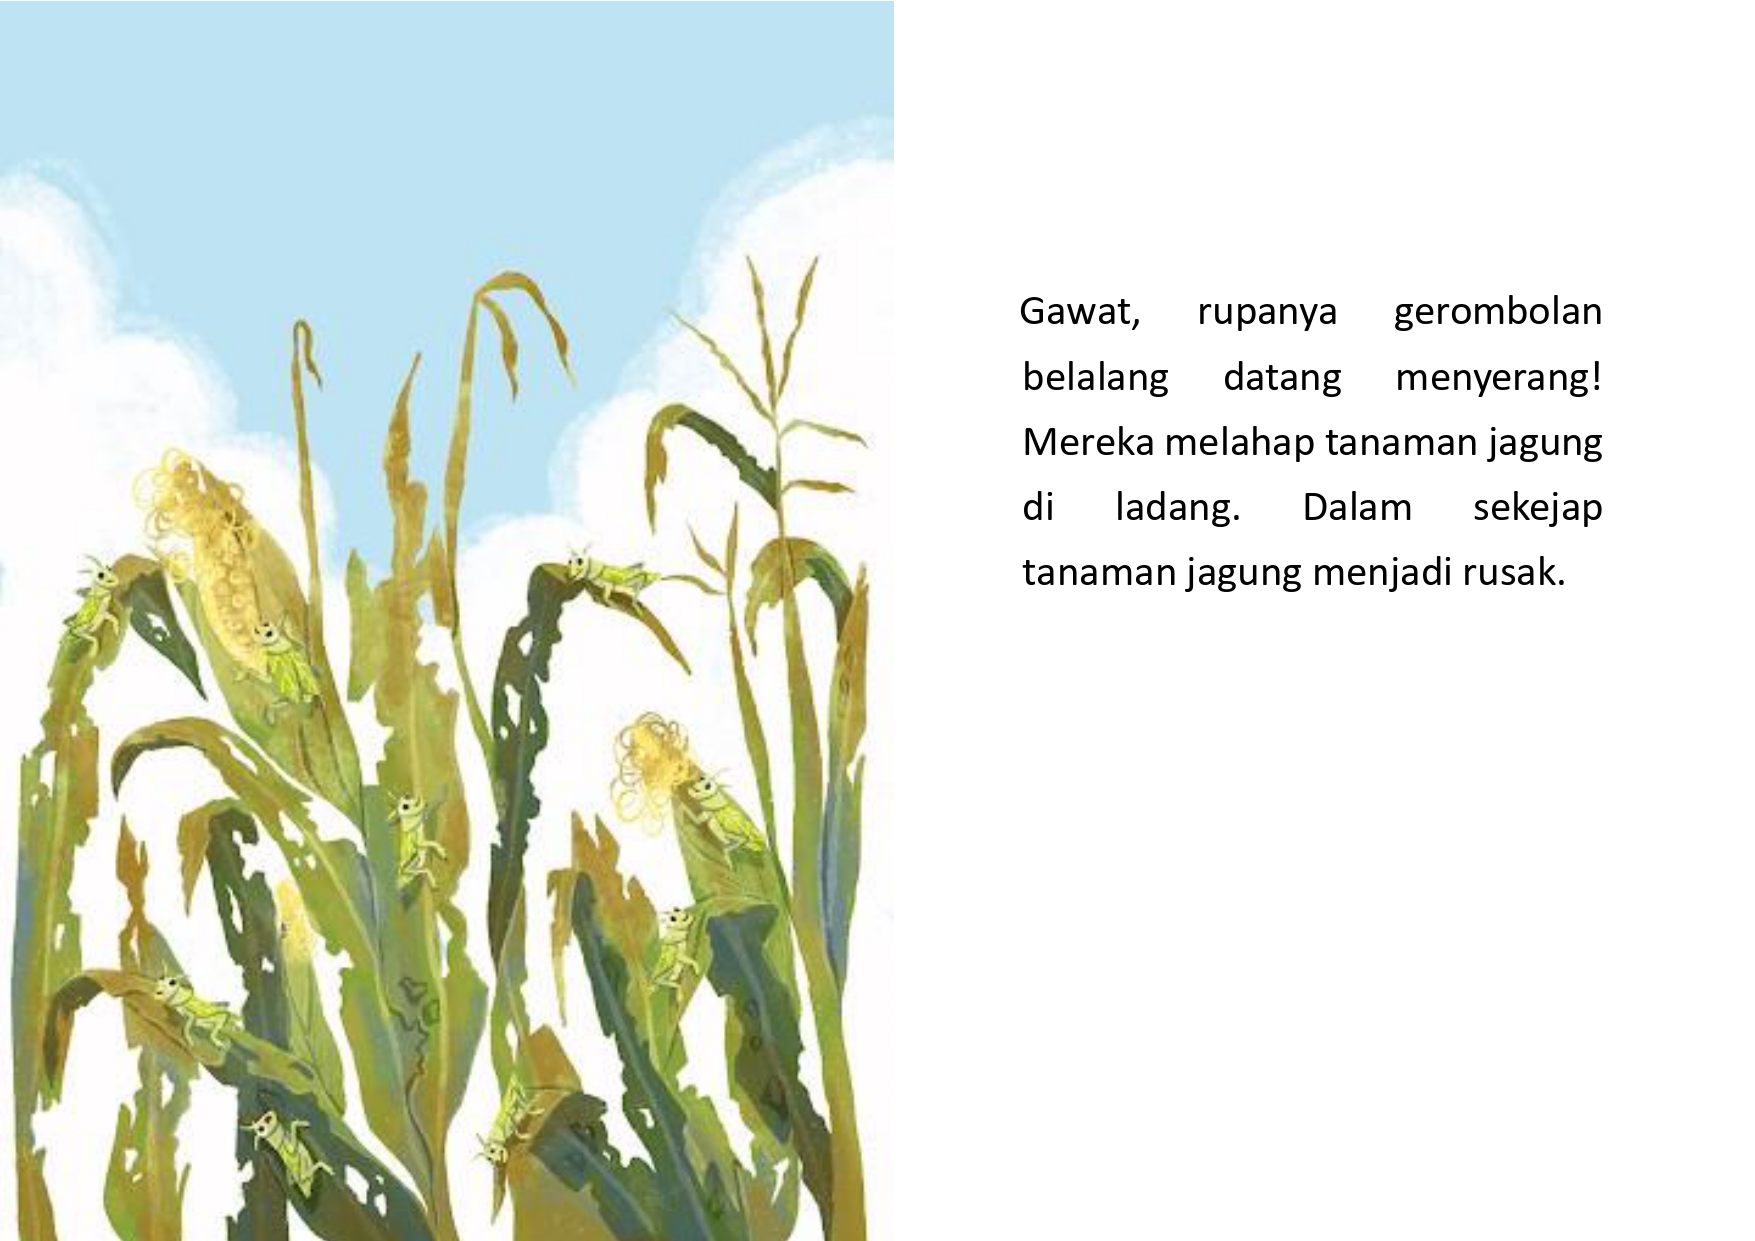 Gawat, rupanya gerombolan
belalang datang menyerang!
Mereka melahap tanaman jagung
di ladang. Dalam sekejap
tanaman jagung menjadi rusak.